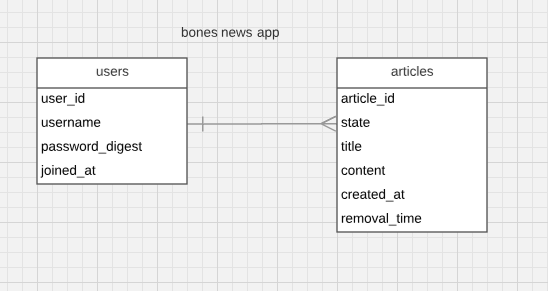 bones news app
users
user_id
username
password_digest
joined_at
articles
article_id
state
title
content
created_at
removal_time